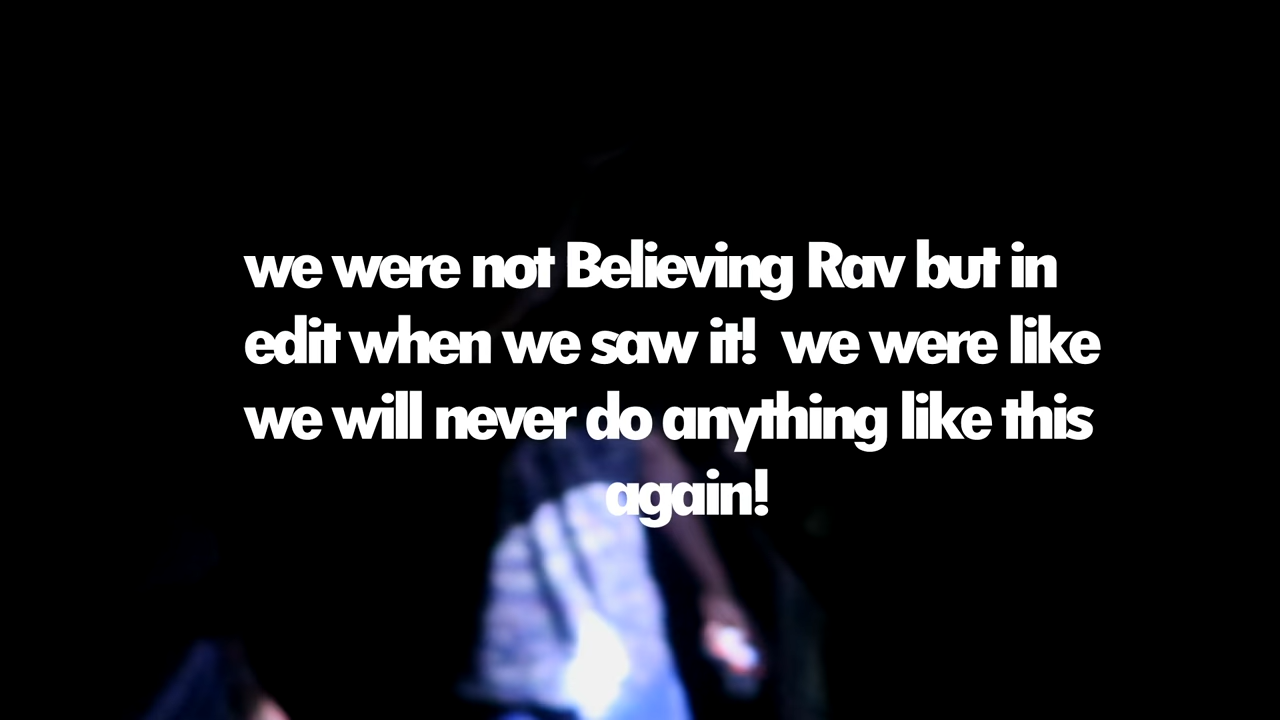 we were not Believing Rav but in
edit when we saw it!  we were like
we will never do anything like this
again!